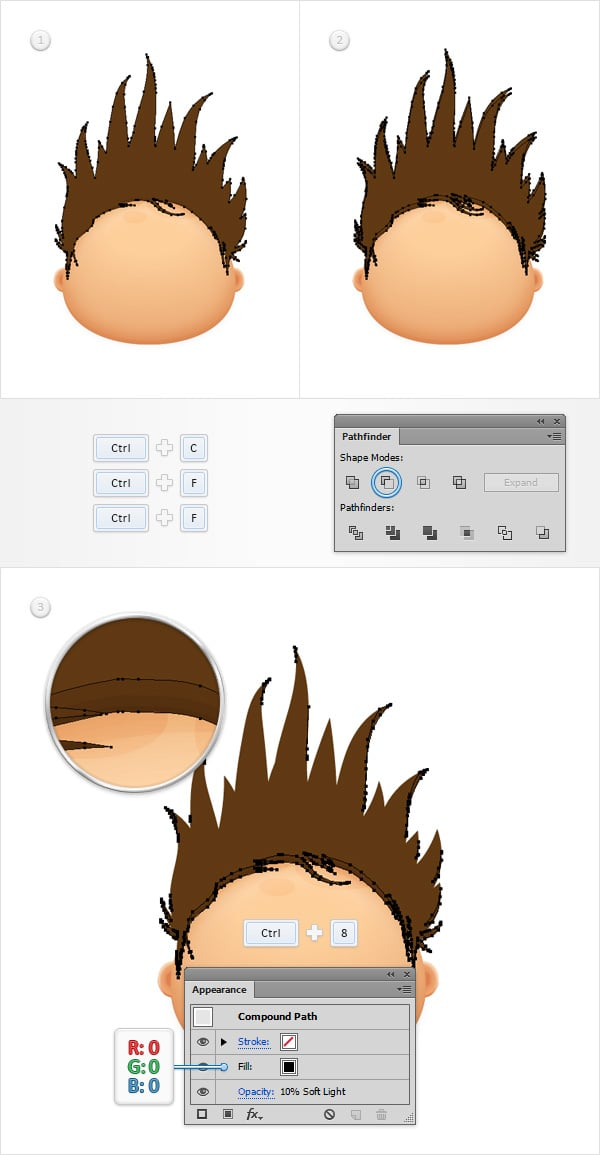 1
2
Ctrl C
Ctrl F
Ctrl F
Pathfinder
Shape Modes:
Expand
Pathfinders:
3
Ctrl 8
Appearance
Compound Path
Stroke:
Fill:
Opacity: 10% Soft Light
fx
R: 0
G: 0
B: 0